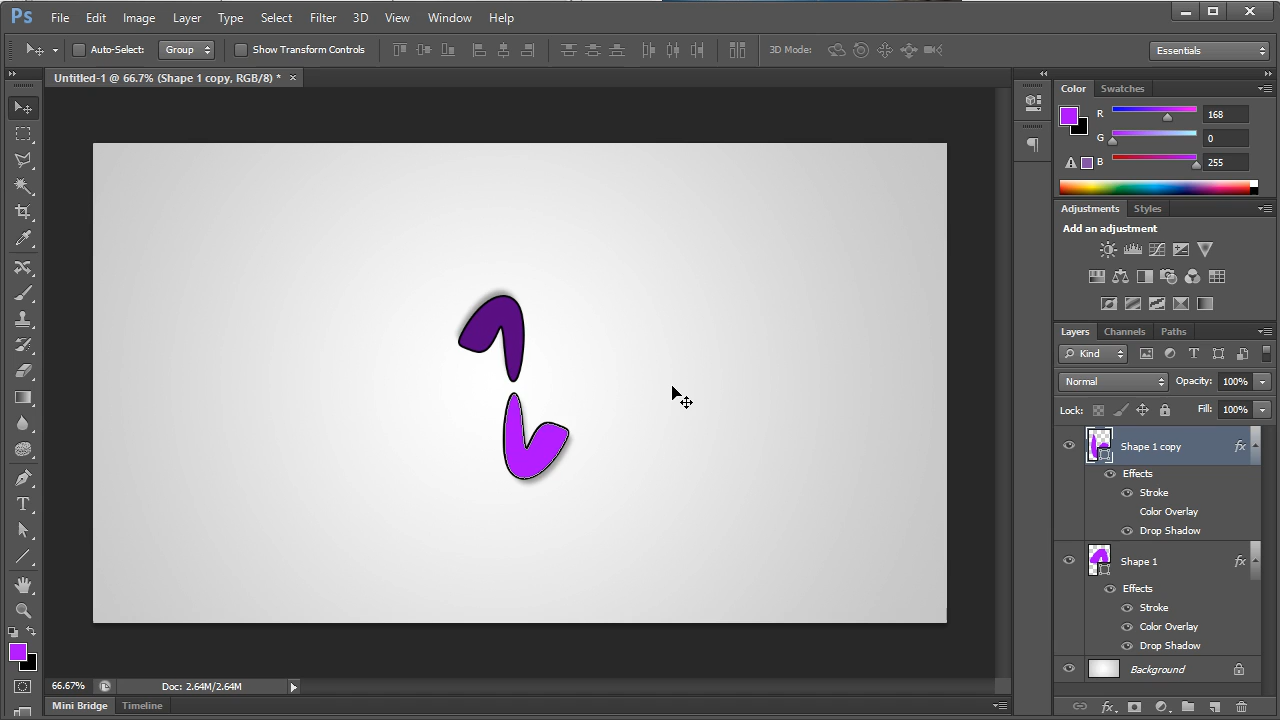 Ps File Edit Image Layer Type Select Filter 3D View Window Help
Auto-Select: Group Show Transform Controls 3D Mode: Essentials
Untitled-1 @ 66.7% (Shape 1 copy, RGB/8) * ×
Color Swatches
R 168
G 0
B 255
Adjustments Styles
Add an adjustment
Layers Channels Paths
Kind
Normal Opacity: 100%
Lock: Fill: 100%
Shape 1 copy fx
Effects
Stroke
Color Overlay
Drop Shadow
Shape 1 fx
Effects
Stroke
Color Overlay
Drop Shadow
Background
66.67% Doc: 2.64M/2.64M
Mini Bridge Timeline
fx